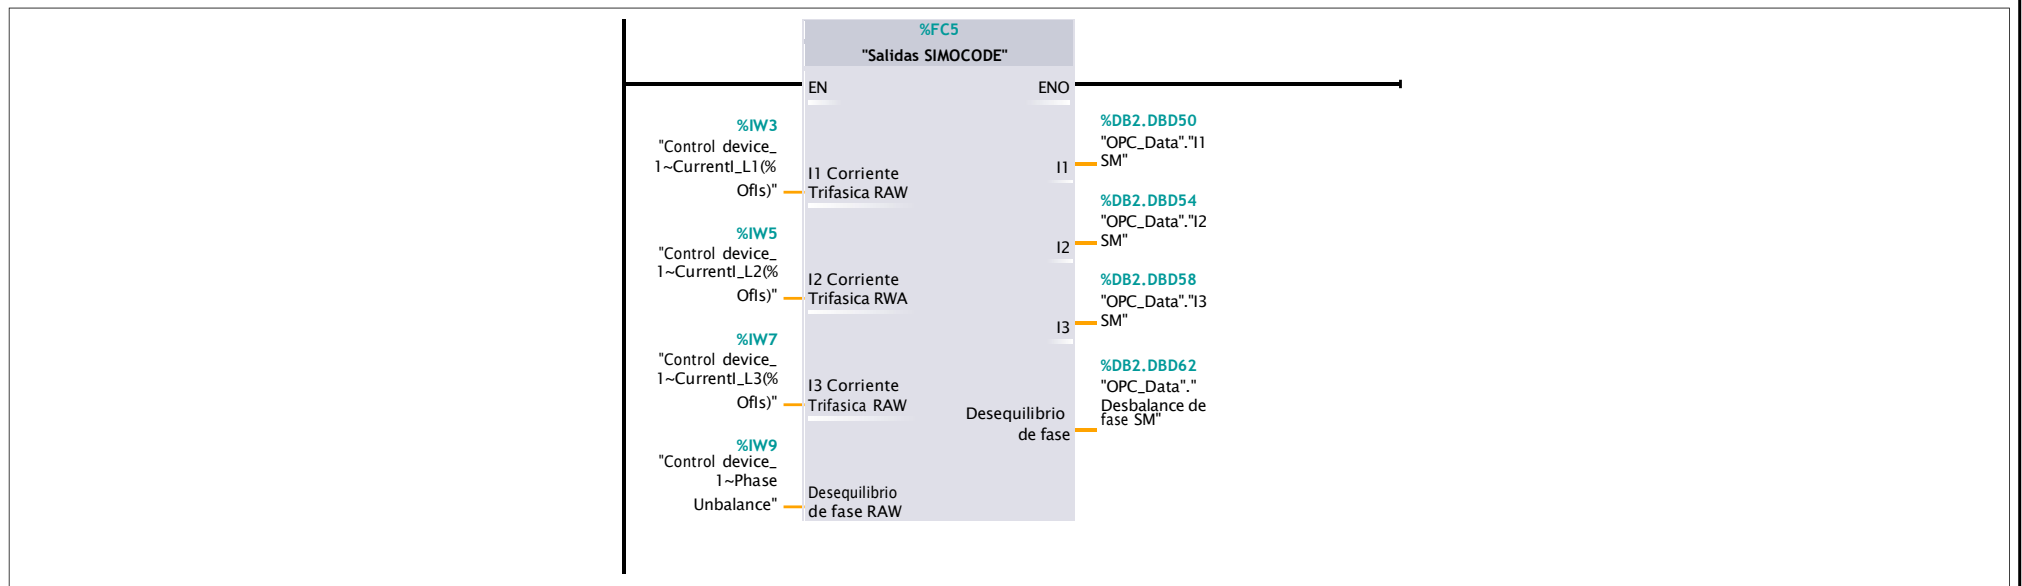 %FC5
"Salidas SIMOCODE"
EN
ENO
%IW3
"Control device_
1~CurrentI_L1(%
OfIs)"
I1 Corriente
Trifasica RAW
I1
%DB2.DBD50
"OPC_Data"."I1
SM"
%IW5
"Control device_
1~CurrentI_L2(%
OfIs)"
I2 Corriente
Trifasica RWA
I2
%DB2.DBD54
"OPC_Data"."I2
SM"
%IW7
"Control device_
1~CurrentI_L3(%
OfIs)"
I3 Corriente
Trifasica RAW
I3
%DB2.DBD58
"OPC_Data"."I3
SM"
%IW9
"Control device_
1~Phase
Unbalance"
Desequilibrio
de fase RAW
Desequilibrio
de fase
%DB2.DBD62
"OPC_Data"."
Desbalance de
fase SM"